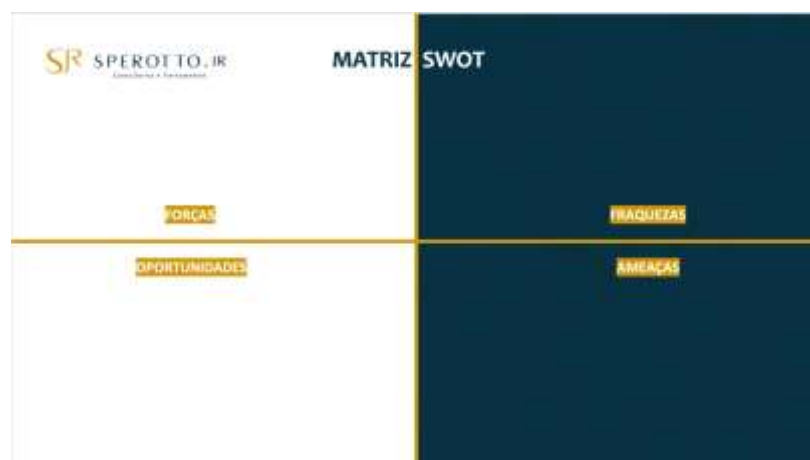 SR SPEROTTO.JR
MATRIZ SWOT
FORÇAS
FRAQUEZAS
OPORTUNIDADES
AMEAÇAS